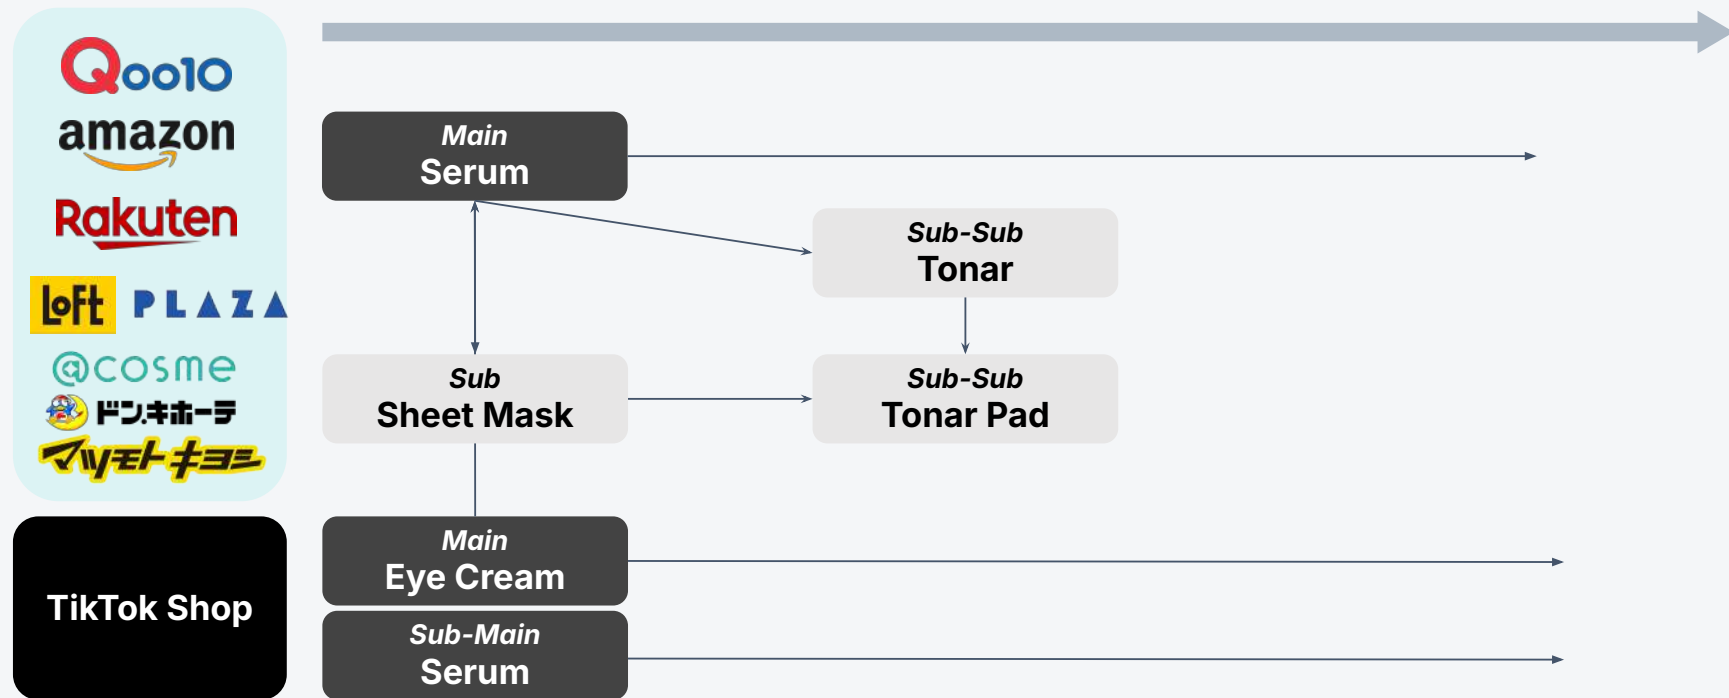 Qoo10
amazon
Rakuten
LOFT PLAZA
@cosme
ドン.キホーテ
マツモトキヨシ
TikTok Shop
Main
Serum
Sub-Sub
Tonar
Sub
Sheet Mask
Sub-Sub
Tonar Pad
Main
Eye Cream
Sub-Main
Serum